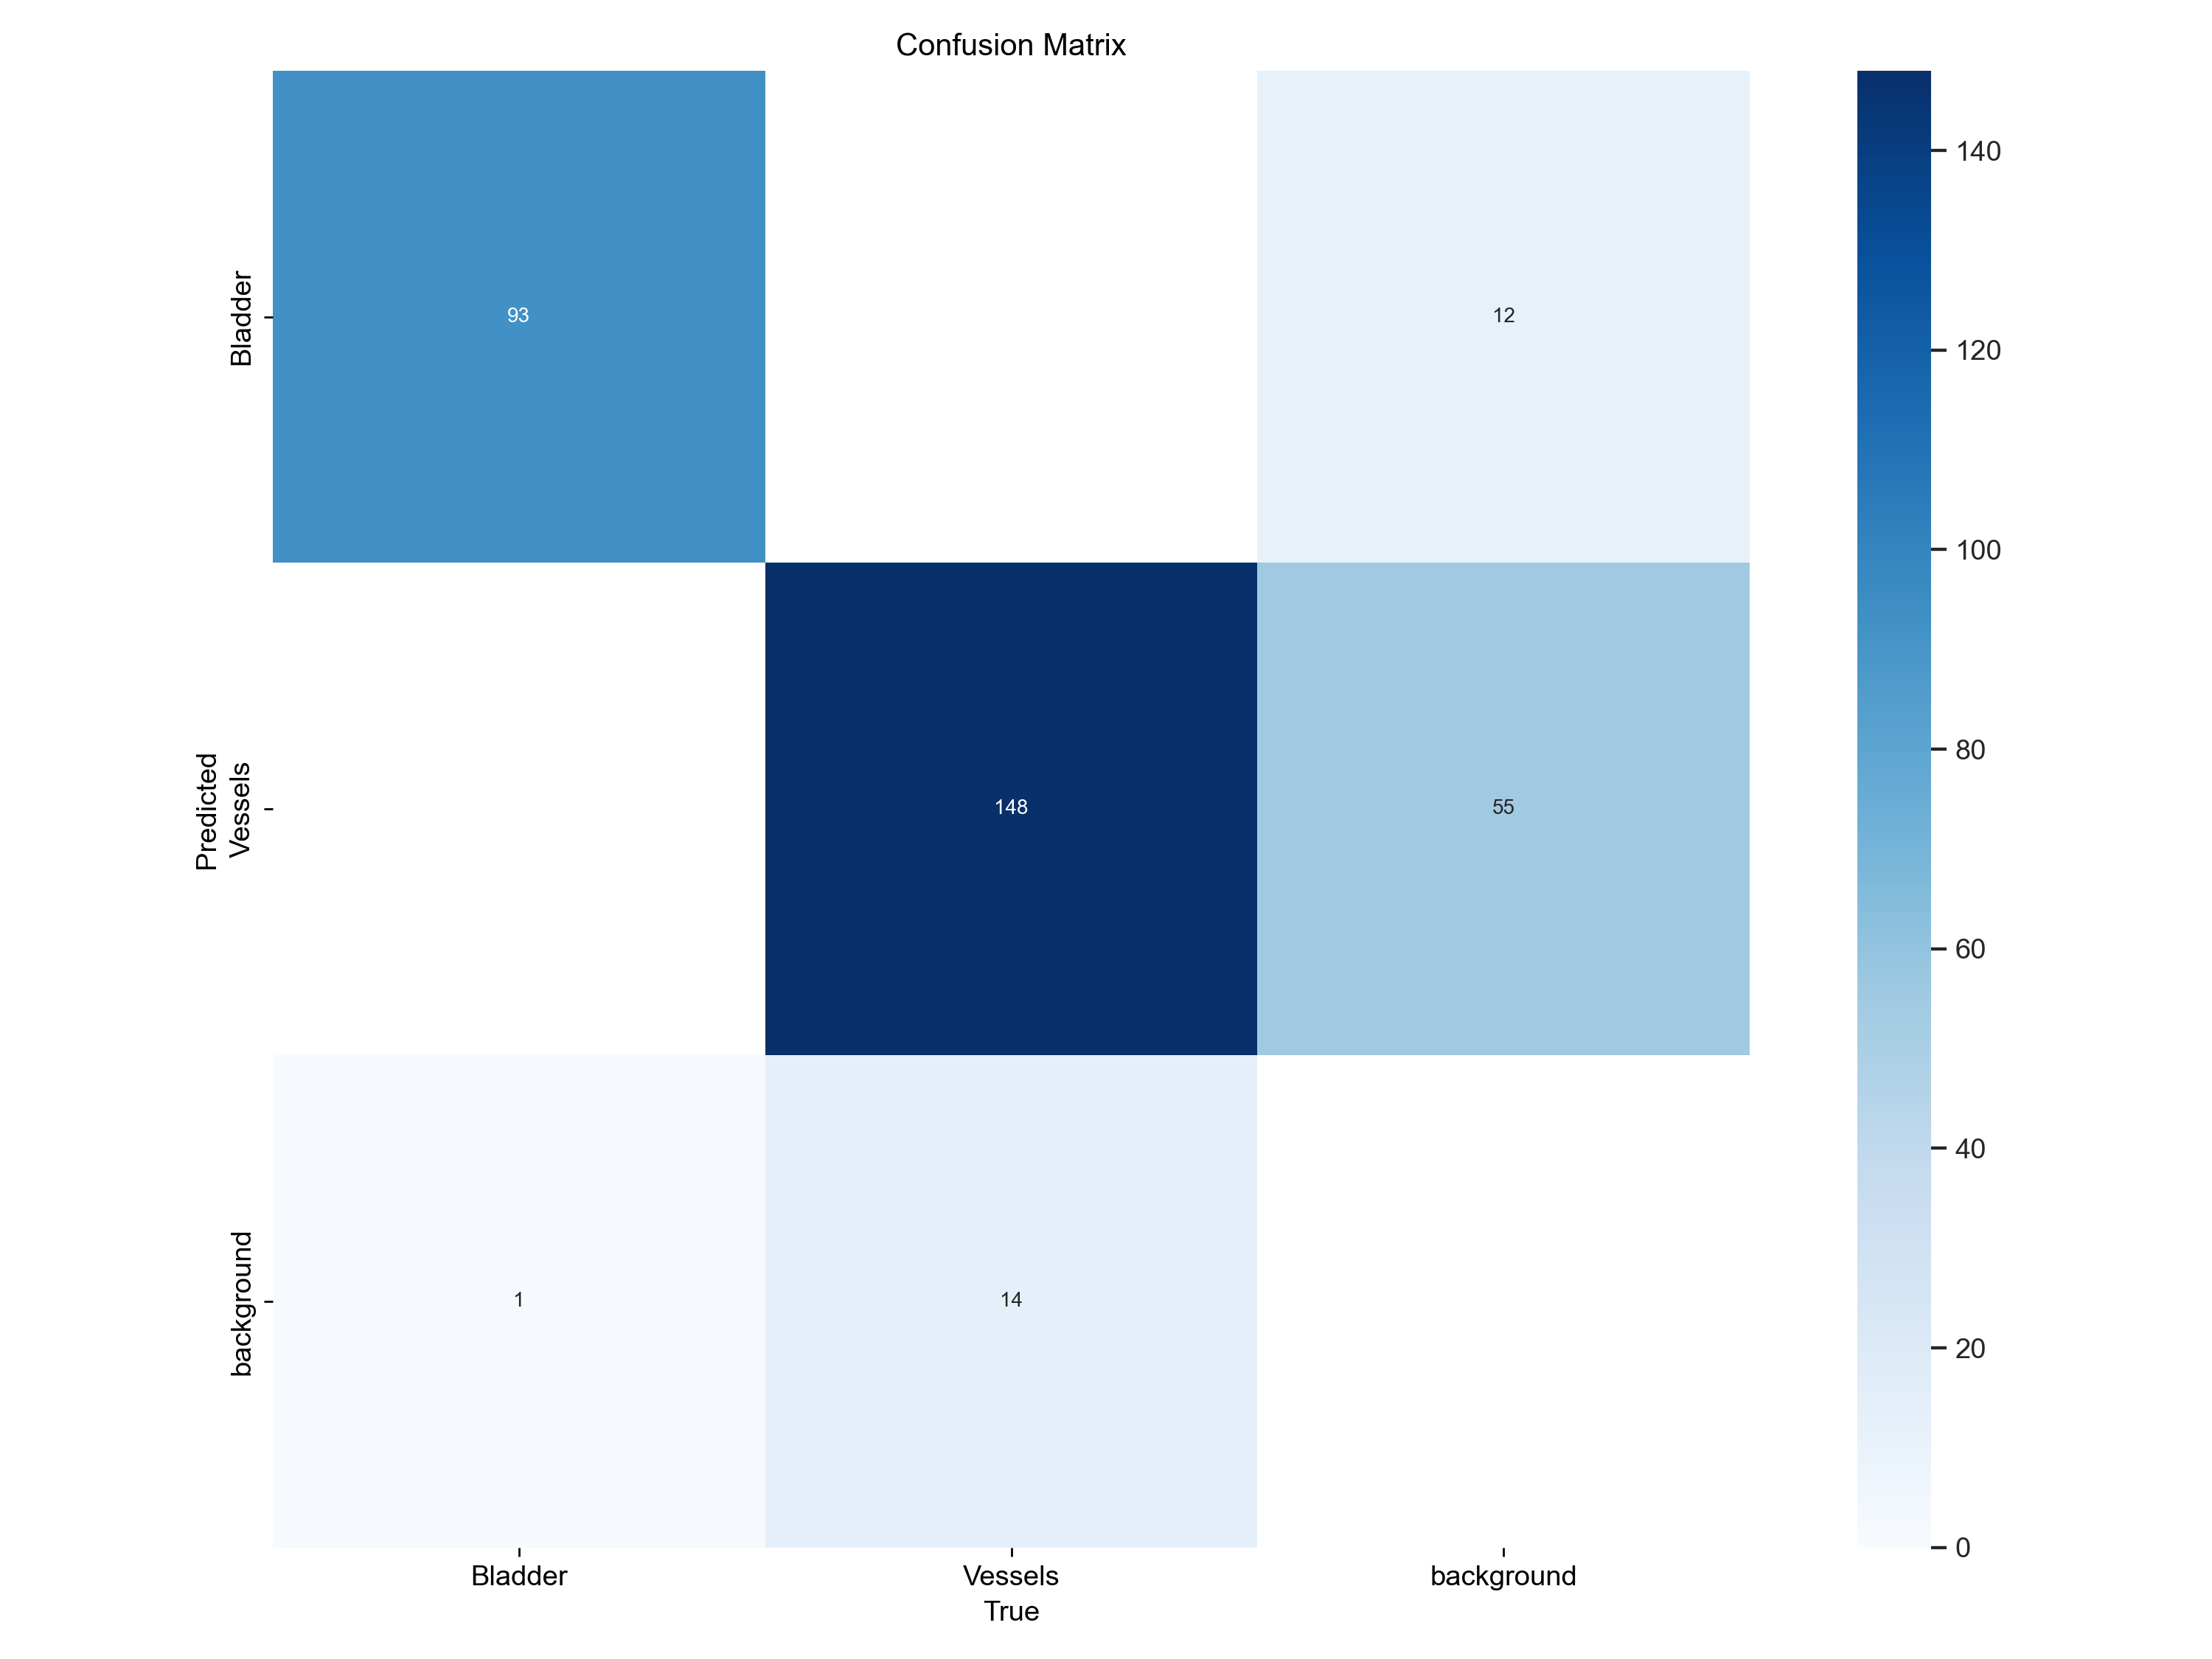 Confusion Matrix
Bladder
93
12
Predicted
Vessels
148
55
background
1
14
Bladder
Vessels
background
True
140
120
100
80
60
40
20
0